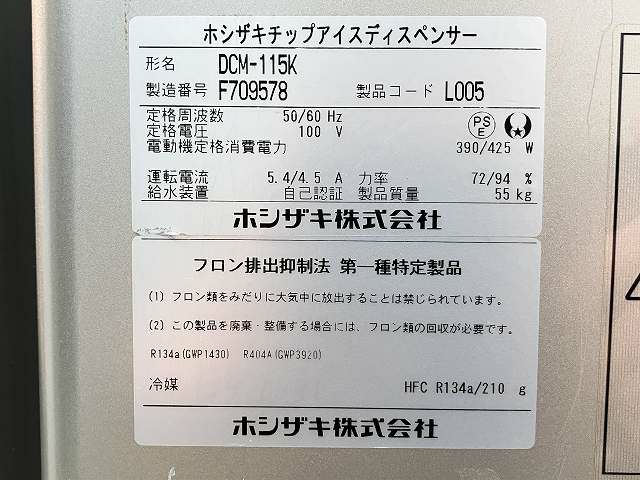 ホシザキチップアイスディスペンサー
形名 DCM-115K
製造番号 F709578 製品コード L005
定格周波数 50/60 Hz
定格電圧 100 V
PS
E
電動機定格消費電力 390/425 W
運転電流 5.4/4.5 A 力率 72/94 %
給水装置 自己認証 製品質量 55 kg
ホシザキ株式会社
フロン排出抑制法 第一種特定製品
(1) フロン類をみだりに大気中に放出することは禁じられています。
(2) この製品を廃棄・整備する場合には、フロン類の回収が必要です。
R134a(GWP1430) R404A(GWP3920)
冷媒 HFC R134a/210 g
ホシザキ株式会社